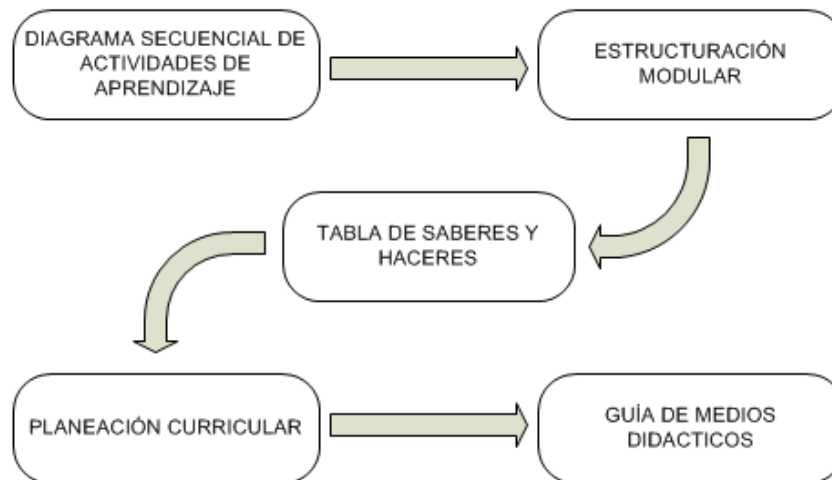 DIAGRAMA SECUENCIAL DE
ACTIVIDADES DE
APRENDIZAJE
ESTRUCTURACIÓN
MODULAR
TABLA DE SABERES Y
HACERES
PLANEACIÓN CURRICULAR
GUÍA DE MEDIOS
DIDACTICOS